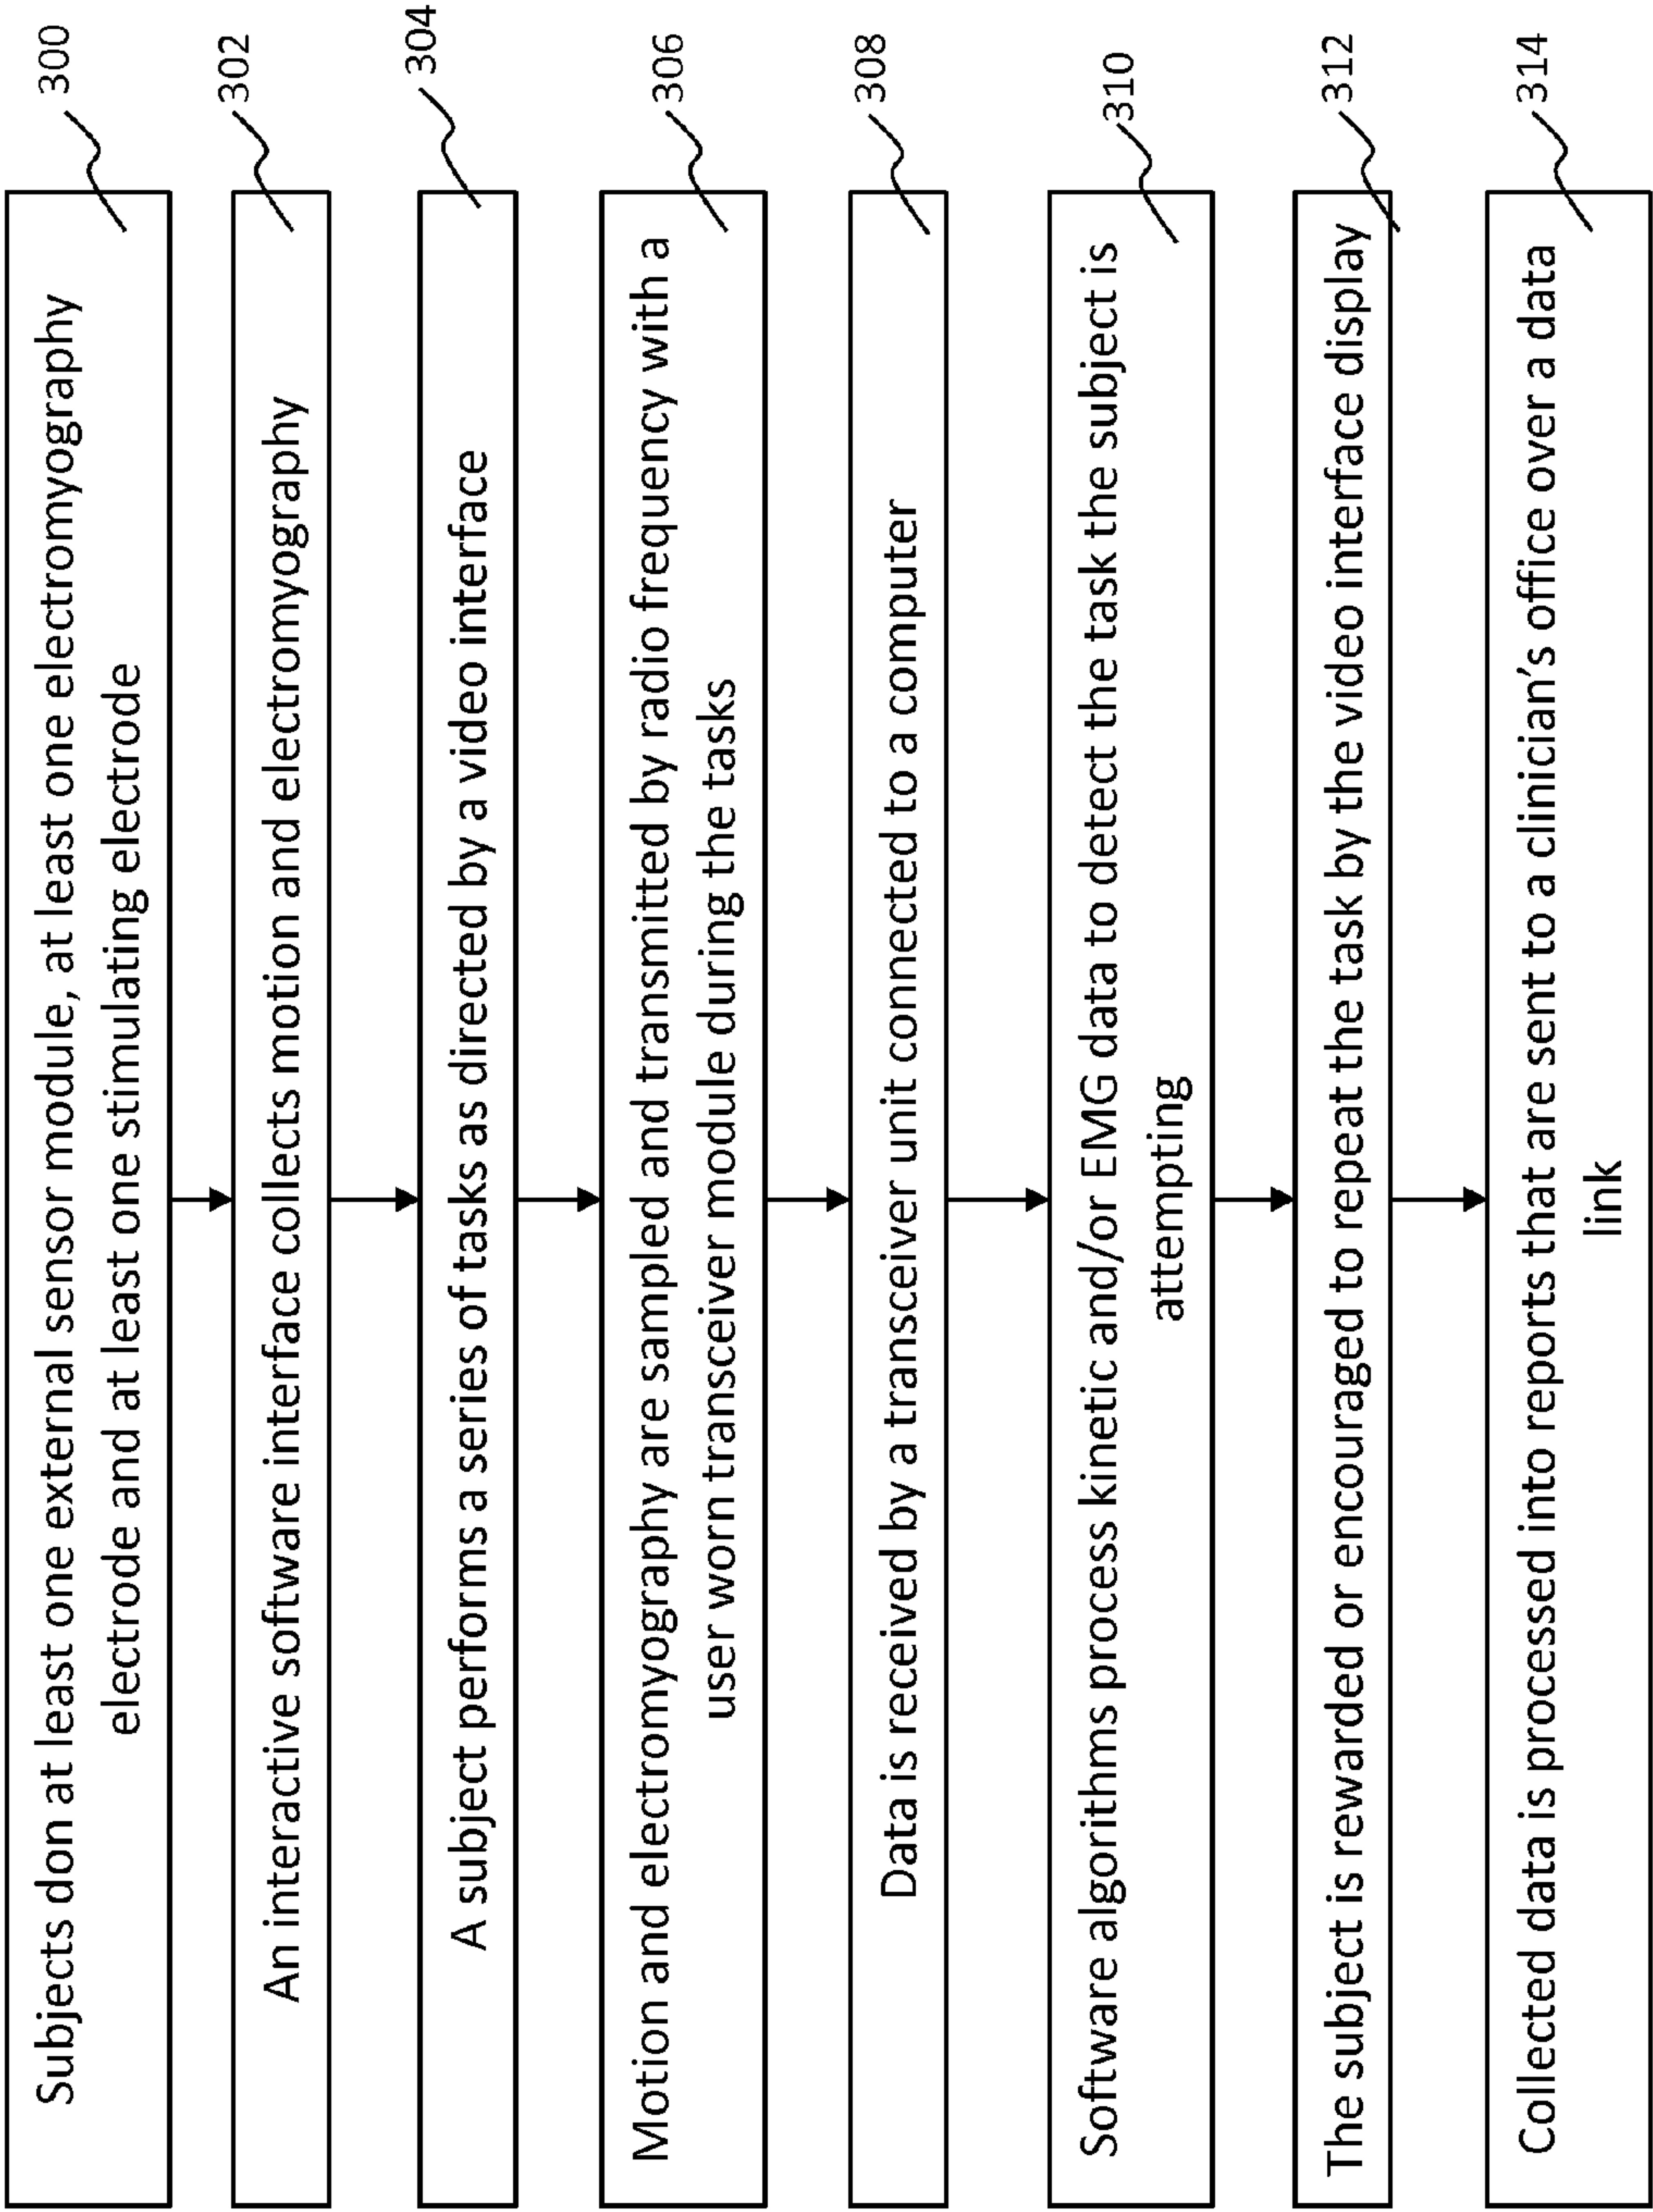 Subjects don at least one external sensor module, at least one electromyography
electrode and at least one stimulating electrode
300
An interactive software interface collects motion and electromyography
302
A subject performs a series of tasks as directed by a video interface
304
Motion and electromyography are sampled and transmitted by radio frequency with a
user worn transceiver module during the tasks
306
Data is received by a transceiver unit connected to a computer
308
Software algorithms process kinetic and/or EMG data to detect the task the subject is
attempting
310
The subject is rewarded or encouraged to repeat the task by the video interface display
312
Collected data is processed into reports that are sent to a clinician’s office over a data
link
314